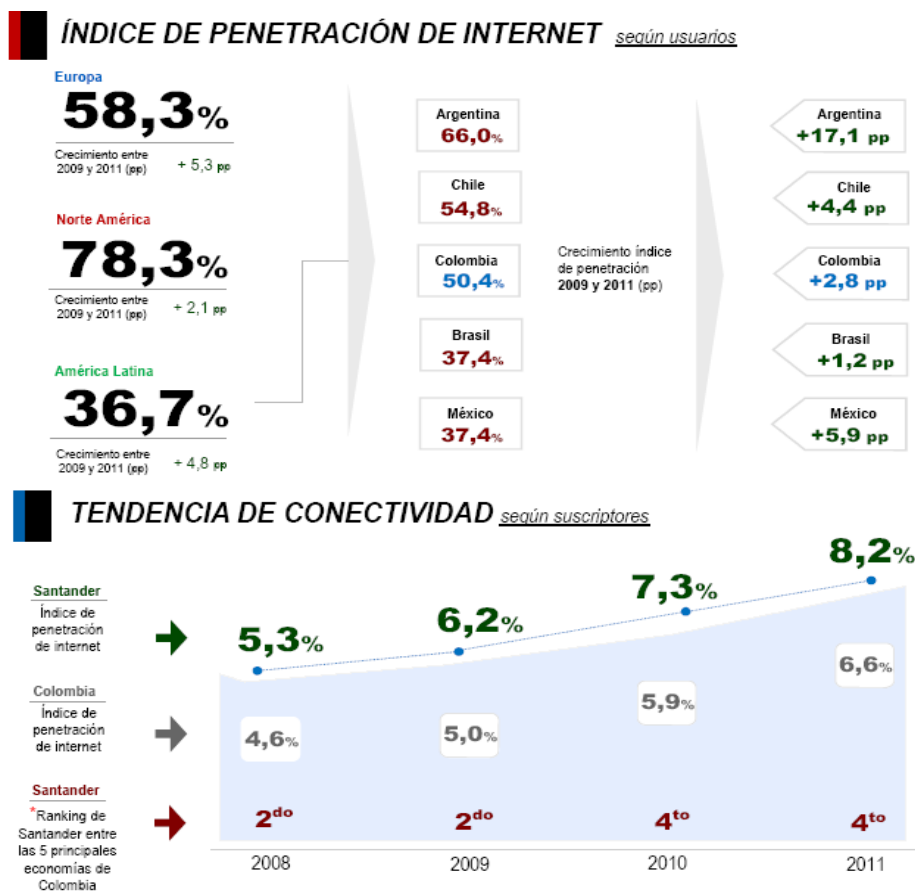 ÍNDICE DE PENETRACIÓN DE INTERNET según usuarios
Europa
58,3%
Crecimiento entre
2009 y 2011 (pp)
+ 5,3 pp
Norte América
78,3%
Crecimiento entre
2009 y 2011 (pp)
+ 2,1 pp
América Latina
36,7%
Crecimiento entre
2009 y 2011 (pp)
+ 4,8 pp
Argentina
66,0%
Chile
54,8%
Colombia
50,4%
Brasil
37,4%
México
37,4%
Crecimiento índice
de penetración
2009 y 2011 (pp)
Argentina
+17,1 pp
Chile
+4,4 pp
Colombia
+2,8 pp
Brasil
+1,2 pp
México
+5,9 pp
TENDENCIA DE CONECTIVIDAD según suscriptores
Santander
Índice de
penetración
de internet
5,3%
6,2%
7,3%
8,2%
Colombia
Índice de
penetración
de internet
4,6%
5,0%
5,9%
6,6%
Santander
*Ranking de
Santander entre
las 5 principales
economías de
Colombia
2do
2do
4to
4to
2008
2009
2010
2011